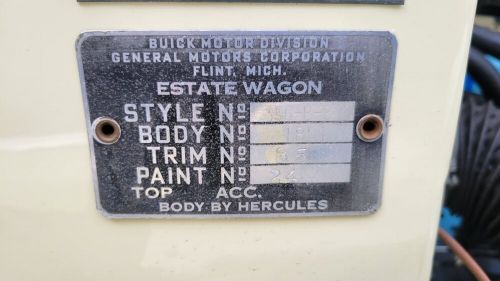 BUICK MOTOR DIVISION
GENERAL MOTORS CORPORATION
FLINT, MICH.
ESTATE WAGON
STYLE Nº
BODY Nº
TRIM Nº
PAINT Nº 24
TOP ACC.
BODY BY HERCULES